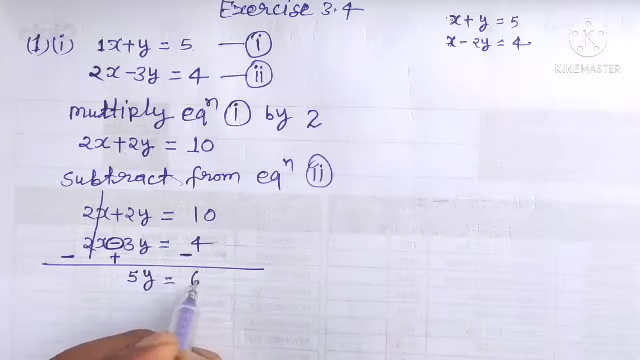 Exercise 3.4
x + y = 5
x - 2y = 4
(1)(i) 1x + y = 5 — (i)
2x - 3y = 4 — (ii)
multiply eqⁿ (i) by 2
2x + 2y = 10
subtract from eqⁿ (ii)
2x + 2y = 10
2x - 3y = 4
- + -
5y = 6
KINEMASTER